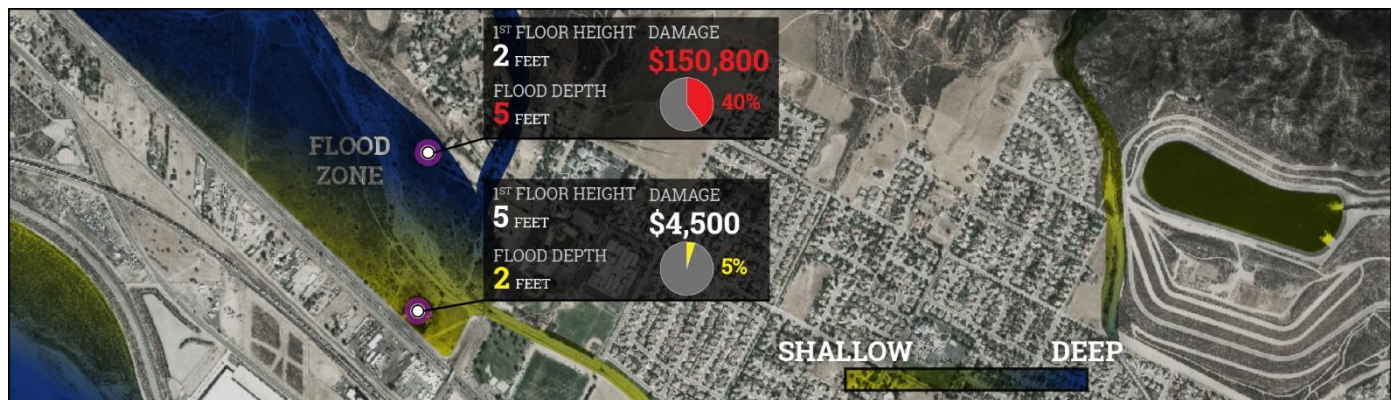 1ST FLOOR HEIGHT DAMAGE
2 FEET $150,800
FLOOD DEPTH
5 FEET 40%
FLOOD
ZONE
1ST FLOOR HEIGHT DAMAGE
5 FEET $4,500
FLOOD DEPTH
2 FEET 5%
SHALLOW DEEP